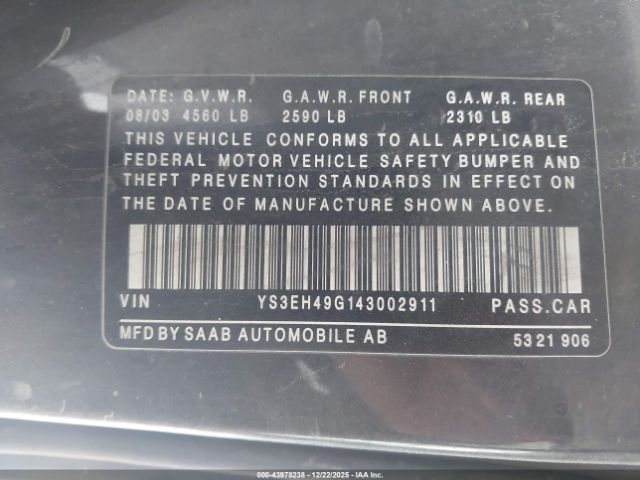 DATE: G.V.W.R. G.A.W.R. FRONT G.A.W.R. REAR
08/03 4560 LB 2590 LB 2310 LB
THIS VEHICLE CONFORMS TO ALL APPLICABLE
FEDERAL MOTOR VEHICLE SAFETY BUMPER AND
THEFT PREVENTION STANDARDS IN EFFECT ON
THE DATE OF MANUFACTURE SHOWN ABOVE.
VIN YS3EH49G143002911 PASS.CAR
MFD BY SAAB AUTOMOBILE AB 5321 906
000-43978238 - 12/22/2025 - IAA Inc.